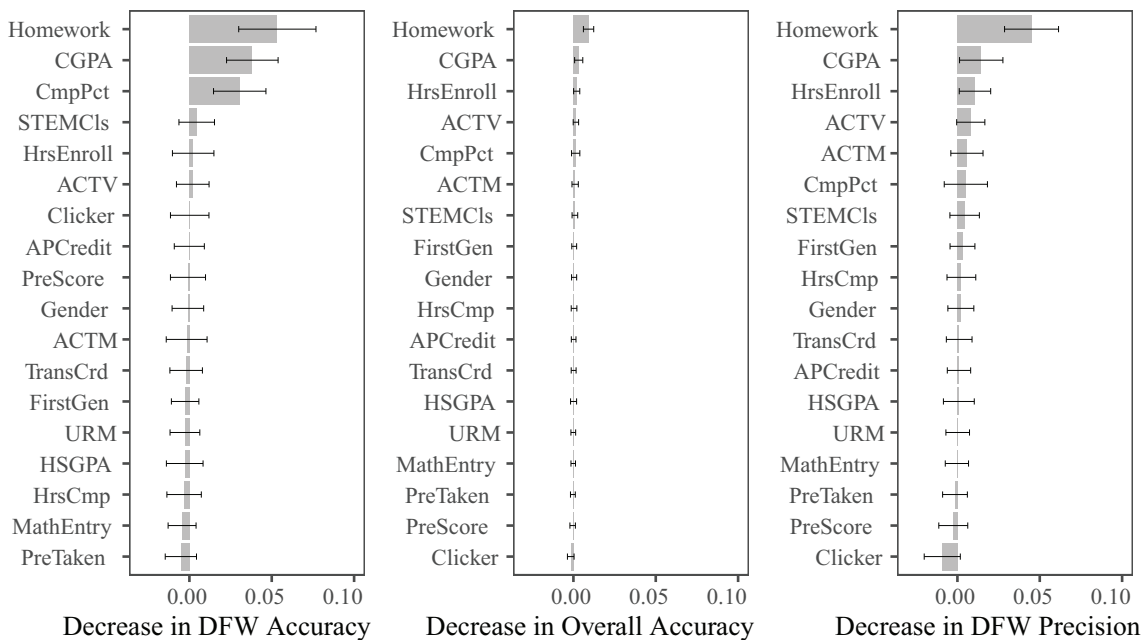 Homework
CGPA
CmpPct
STEMCls
HrsEnroll
ACTV
Clicker
APCredit
PreScore
Gender
ACTM
TransCrd
FirstGen
URM
HSGPA
HrsCmp
MathEntry
PreTaken
0.00 0.05 0.10
Decrease in DFW Accuracy
Homework
CGPA
HrsEnroll
ACTV
CmpPct
ACTM
STEMCls
FirstGen
Gender
HrsCmp
APCredit
TransCrd
HSGPA
URM
MathEntry
PreTaken
PreScore
Clicker
0.00 0.05 0.10
Decrease in Overall Accuracy
Homework
CGPA
HrsEnroll
ACTV
ACTM
CmpPct
STEMCls
FirstGen
HrsCmp
Gender
TransCrd
APCredit
HSGPA
URM
MathEntry
PreTaken
PreScore
Clicker
0.00 0.05 0.10
Decrease in DFW Precision